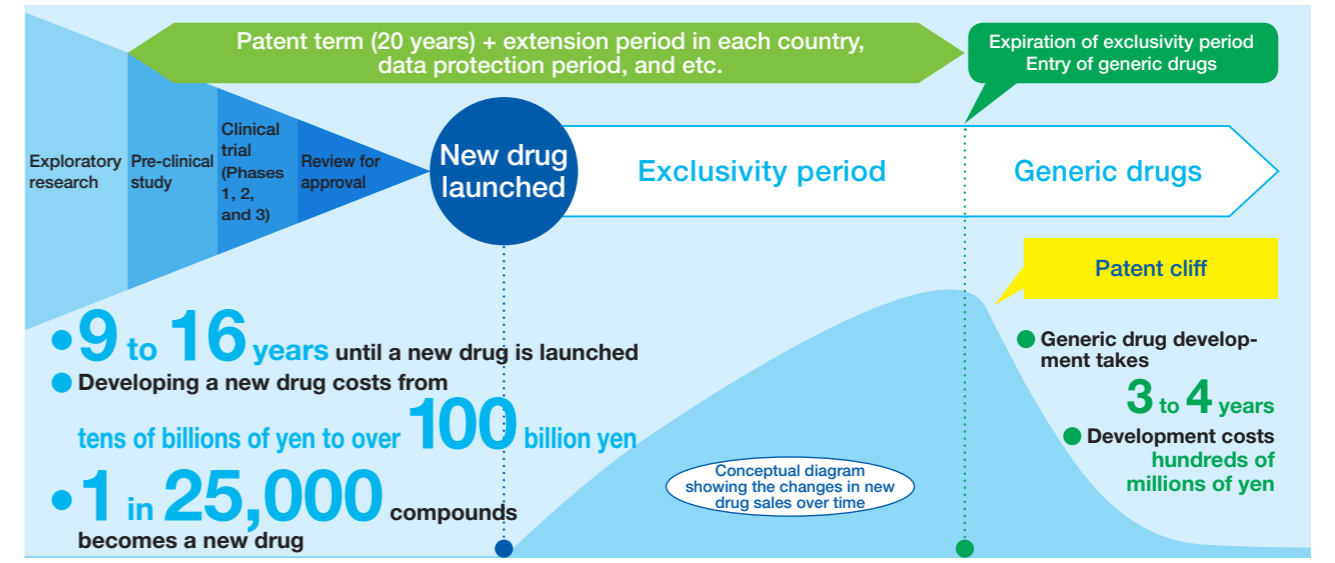 Patent term (20 years) + extension period in each country,
data protection period, and etc.
Expiration of exclusivity period
Entry of generic drugs
Exploratory
research
Pre-clinical
study
Clinical
trial
(Phases
1, 2,
and 3)
Review for
approval
New drug
launched
Exclusivity period
Generic drugs
Patent cliff
•9 to 16 years until a new drug is launched
● Developing a new drug costs from
tens of billions of yen to over 100 billion yen
•1 in 25,000 compounds
becomes a new drug
Conceptual diagram
showing the changes in new
drug sales over time
● Generic drug develop-
ment takes
3 to 4 years
● Development costs
hundreds of
millions of yen